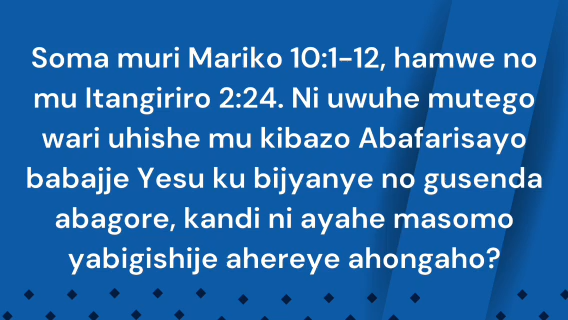 Soma muri Mariko 10:1-12, hamwe no
mu Itangiriro 2:24. Ni uwuhe mutego
wari uhishe mu kibazo Abafarisayo
babajje Yesu ku bijyanye no gusenda
abagore, kandi ni ayahe masomo
yabigishije ahereye ahongaho?